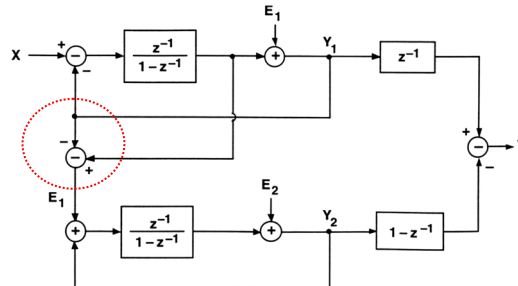 E₁
X + − − z⁻¹ / 1 − z⁻¹ + Y₁ z⁻¹
+
− − +
− −
E₁
E₂
+ z⁻¹ / 1 − z⁻¹ + Y₂ 1 − z⁻¹